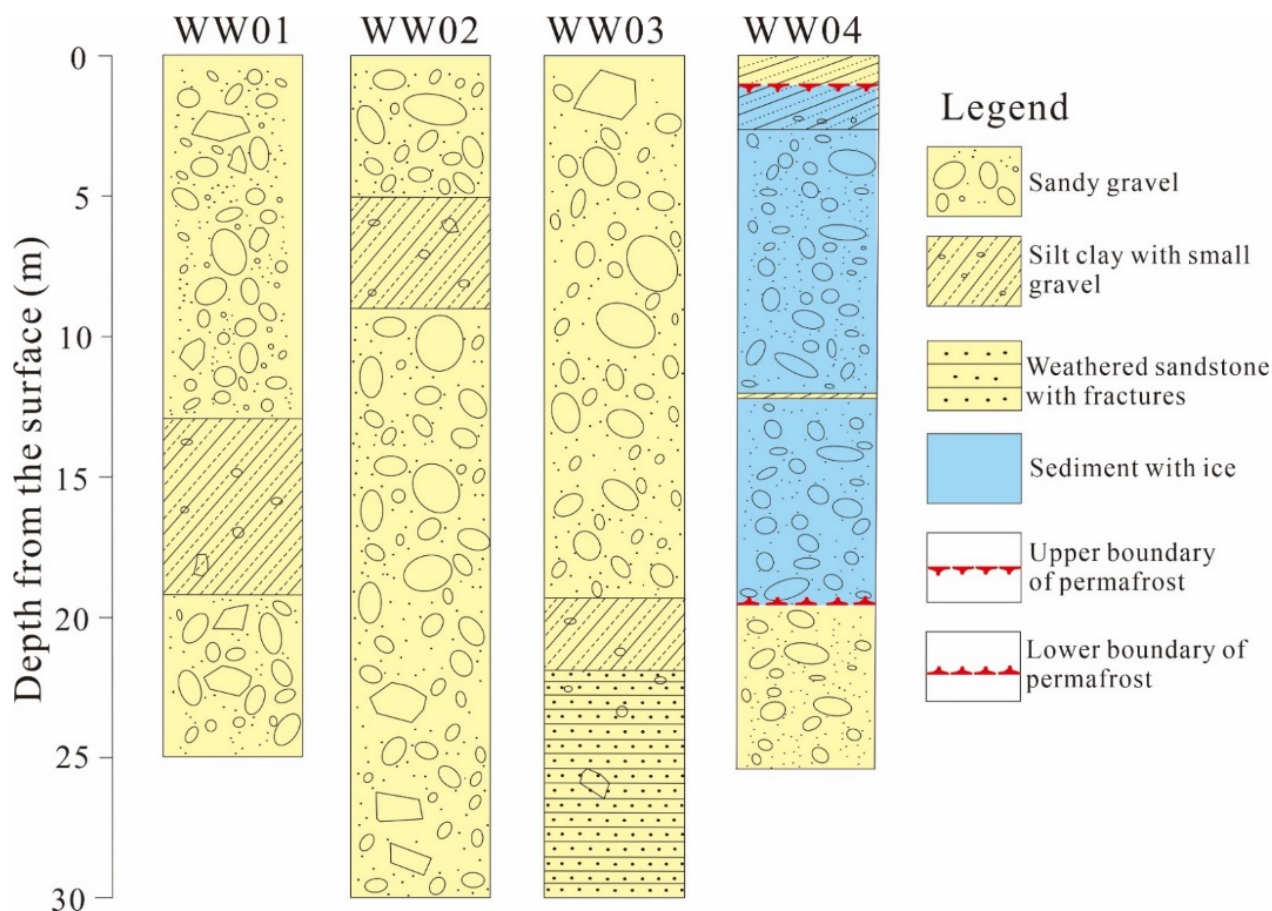 WW01 WW02 WW03 WW04
0
5
10
15
20
25
30
Depth from the surface (m)
Legend
Sandy gravel
Silt clay with small
gravel
Weathered sandstone
with fractures
Sediment with ice
Upper boundary
of permafrost
Lower boundary of
permafrost